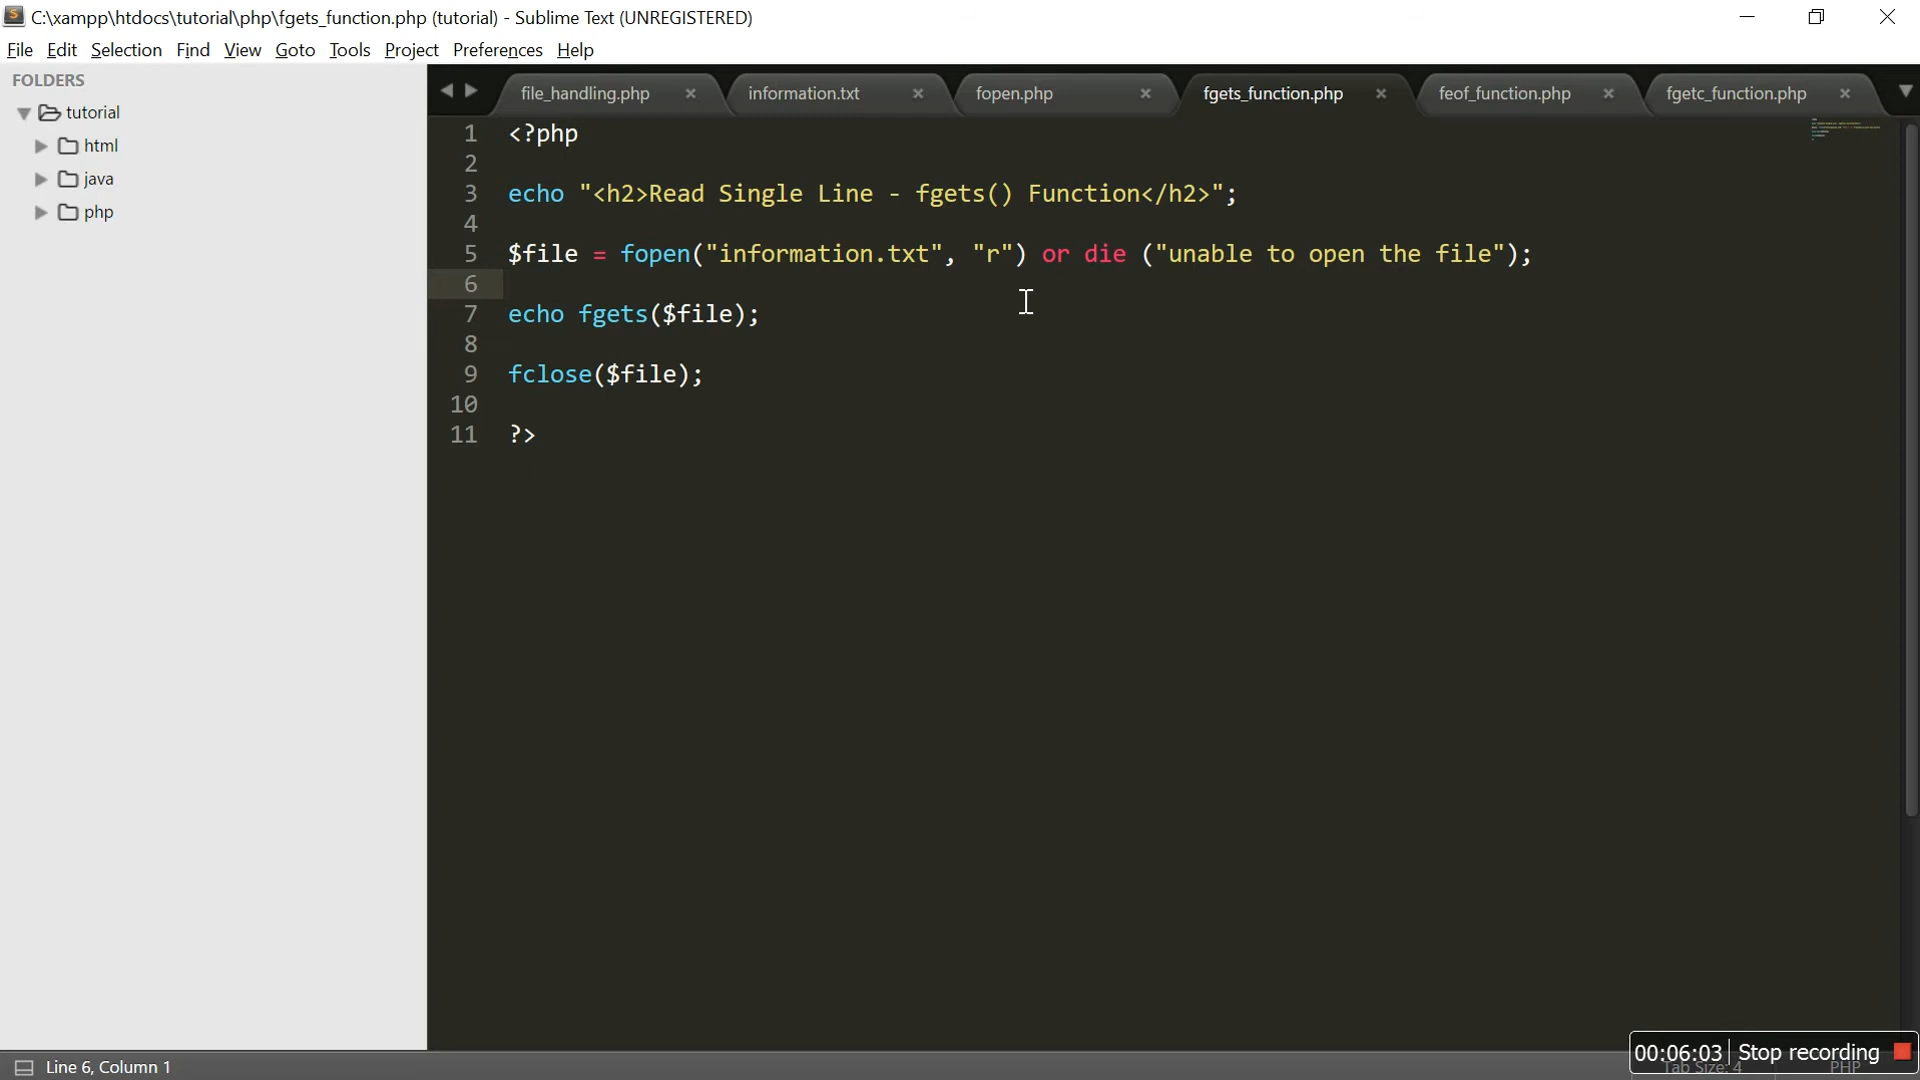 C:\xampp\htdocs\tutorial\php\fgets_function.php (tutorial) - Sublime Text (UNREGISTERED)
File Edit Selection Find View Goto Tools Project Preferences Help
FOLDERS
tutorial
html
java
php
file_handling.php
information.txt
fopen.php
fgets_function.php
feof_function.php
fgetc_function.php
1 <?php
2
3 echo "<h2>Read Single Line - fgets() Function</h2>";
4
5 $file = fopen("information.txt", "r") or die ("unable to open the file");
6
7 echo fgets($file);
8
9 fclose($file);
10
11 ?>
Line 6, Column 1
00:06:03 Stop recording
Tab Size: 4
PHP